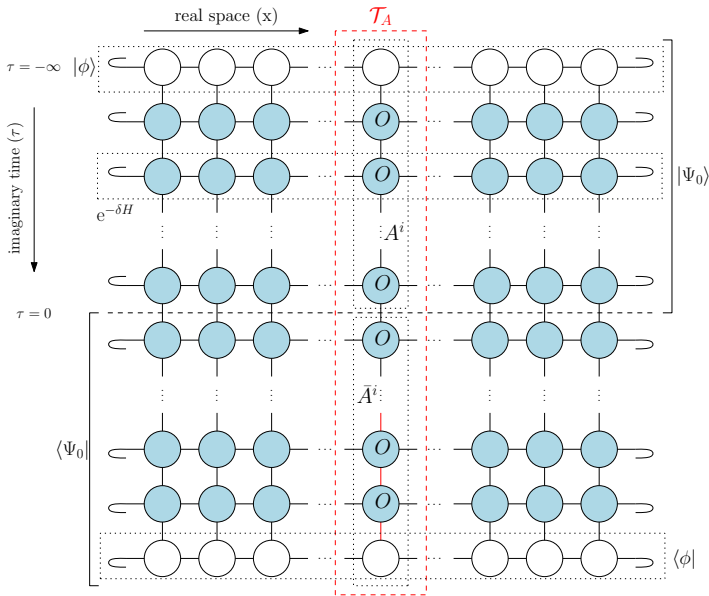 real space (x)
𝒯_A
τ = −∞ |ϕ⟩
O
O
imaginary time (τ)
e^{−δH}
|Ψ₀⟩
A^i
O
τ = 0
O
Ā^i
⟨Ψ₀|
O
O
⟨ϕ|